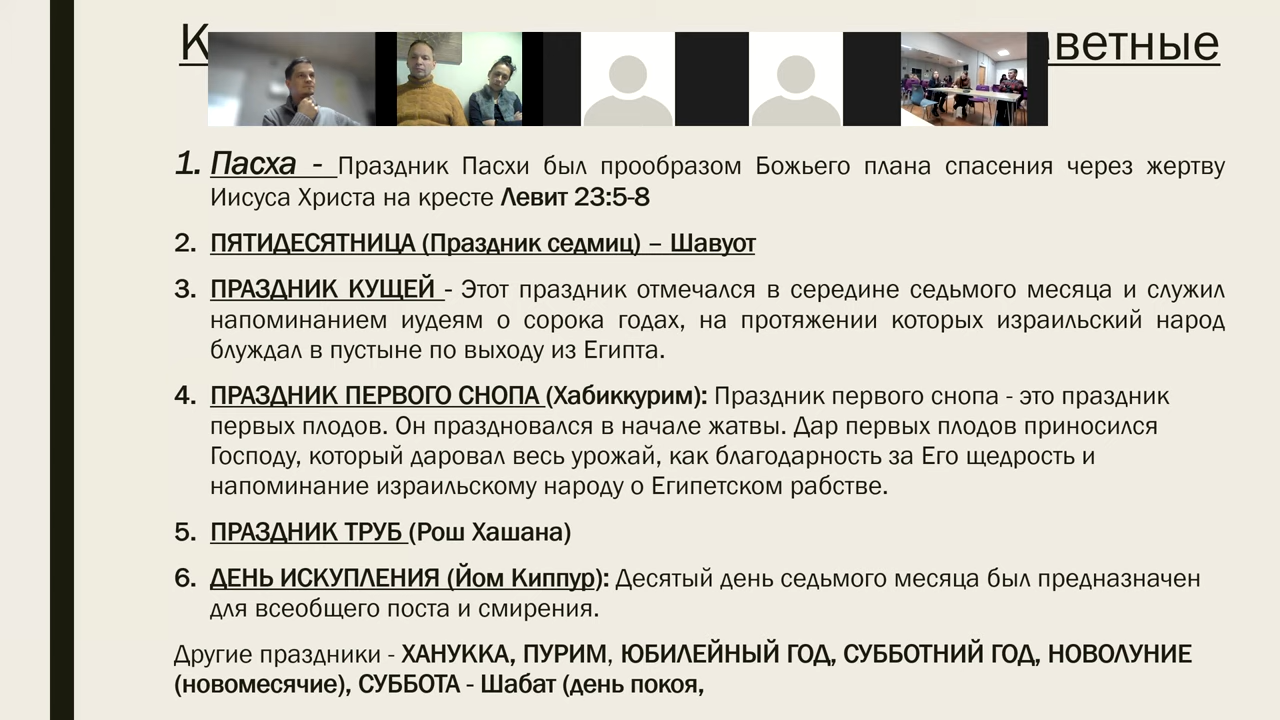 К ветные
1. Пасха - Праздник Пасхи был прообразом Божьего плана спасения через жертву
Иисуса Христа на кресте Левит 23:5-8
2. ПЯТИДЕСЯТНИЦА (Праздник седмиц) – Шавуот
3. ПРАЗДНИК КУЩЕЙ - Этот праздник отмечался в середине седьмого месяца и служил
напоминанием иудеям о сорока годах, на протяжении которых израильский народ
блуждал в пустыне по выходу из Египта.
4. ПРАЗДНИК ПЕРВОГО СНОПА (Хабиккурим): Праздник первого снопа - это праздник
первых плодов. Он праздновался в начале жатвы. Дар первых плодов приносился
Господу, который даровал весь урожай, как благодарность за Его щедрость и
напоминание израильскому народу о Египетском рабстве.
5. ПРАЗДНИК ТРУБ (Рош Хашана)
6. ДЕНЬ ИСКУПЛЕНИЯ (Йом Киппур): Десятый день седьмого месяца был предназначен
для всеобщего поста и смирения.
Другие праздники - ХАНУККА, ПУРИМ, ЮБИЛЕЙНЫЙ ГОД, СУББОТНИЙ ГОД, НОВОЛУНИЕ
(новомесячие), СУББОТА - Шабат (день покоя,